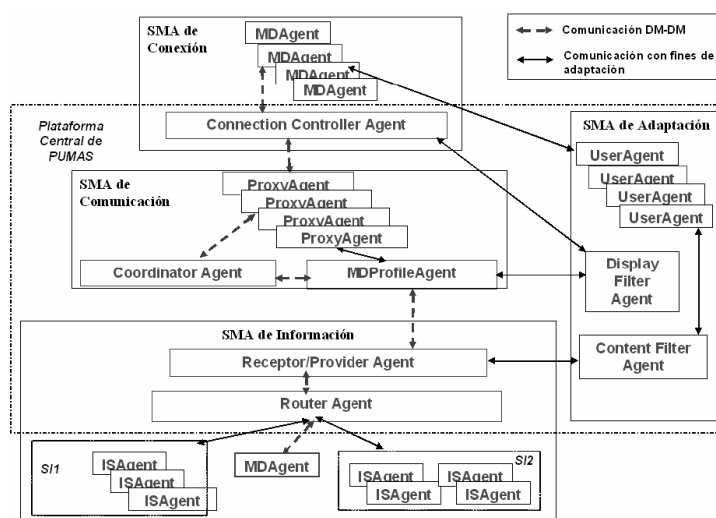 SMA de
Conexión
MDAgent
MDAgent
MDAgent
MDAgent
Comunicación DM-DM
Comunicación con fines de
adaptación
Plataforma
Central de
PUMAS
Connection Controller Agent
SMA de Adaptación
UserAgent
UserAgent
UserAgent
UserAgent
SMA de
Comunicación
ProxyAgent
ProxyAgent
ProxyAgent
ProxyAgent
Coordinator Agent
MDProfileAgent
Display
Filter
Agent
SMA de Información
Receptor/Provider Agent
Content Filter
Agent
Router Agent
SI1
ISAgent
ISAgent
ISAgent
MDAgent
SI2
ISAgent
ISAgent
ISAgent
ISAgent